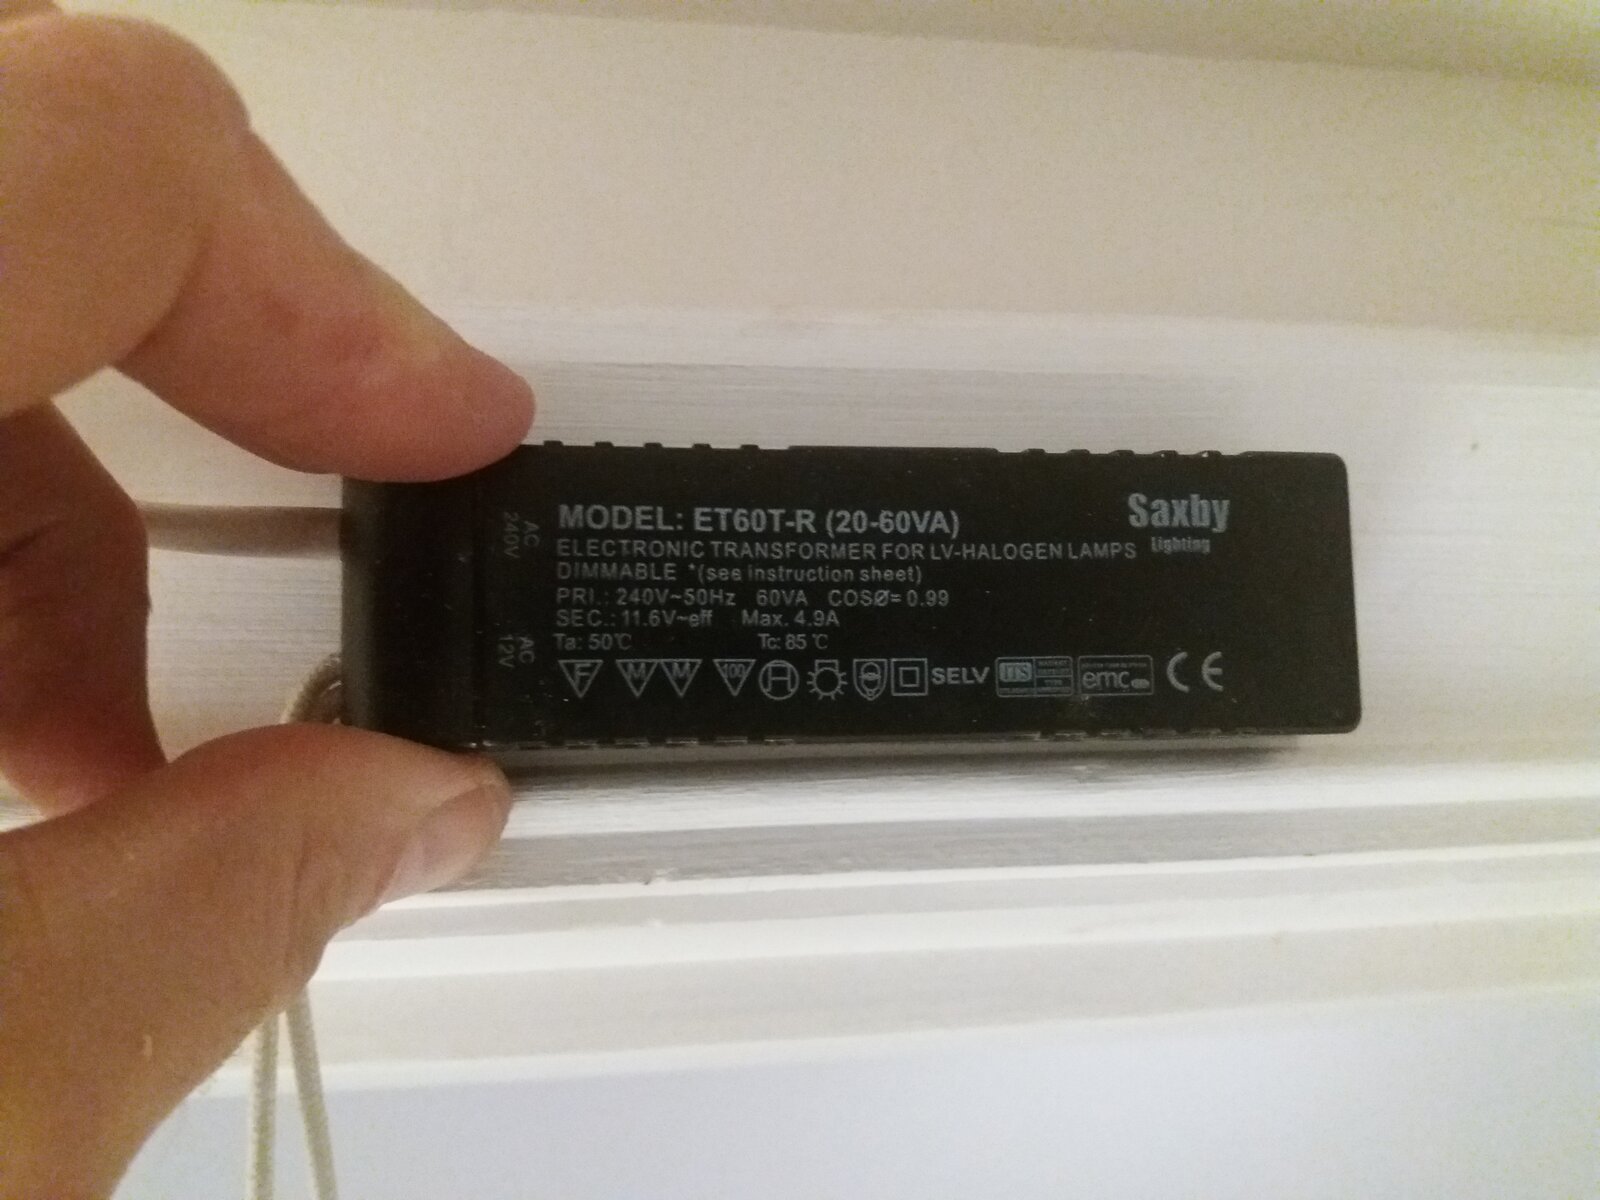 AC
240V
MODEL: ET60T-R (20-60VA)
Saxby
Lighting
ELECTRONIC TRANSFORMER FOR LV-HALOGEN LAMPS
DIMMABLE *(see instruction sheet)
PRI.: 240V~50Hz 60VA COSØ= 0.99
SEC.: 11.6V~eff Max. 4.9A
Ta: 50℃ Tc: 85 ℃
AC
12V
F M M 100 SELV ITS emc CE